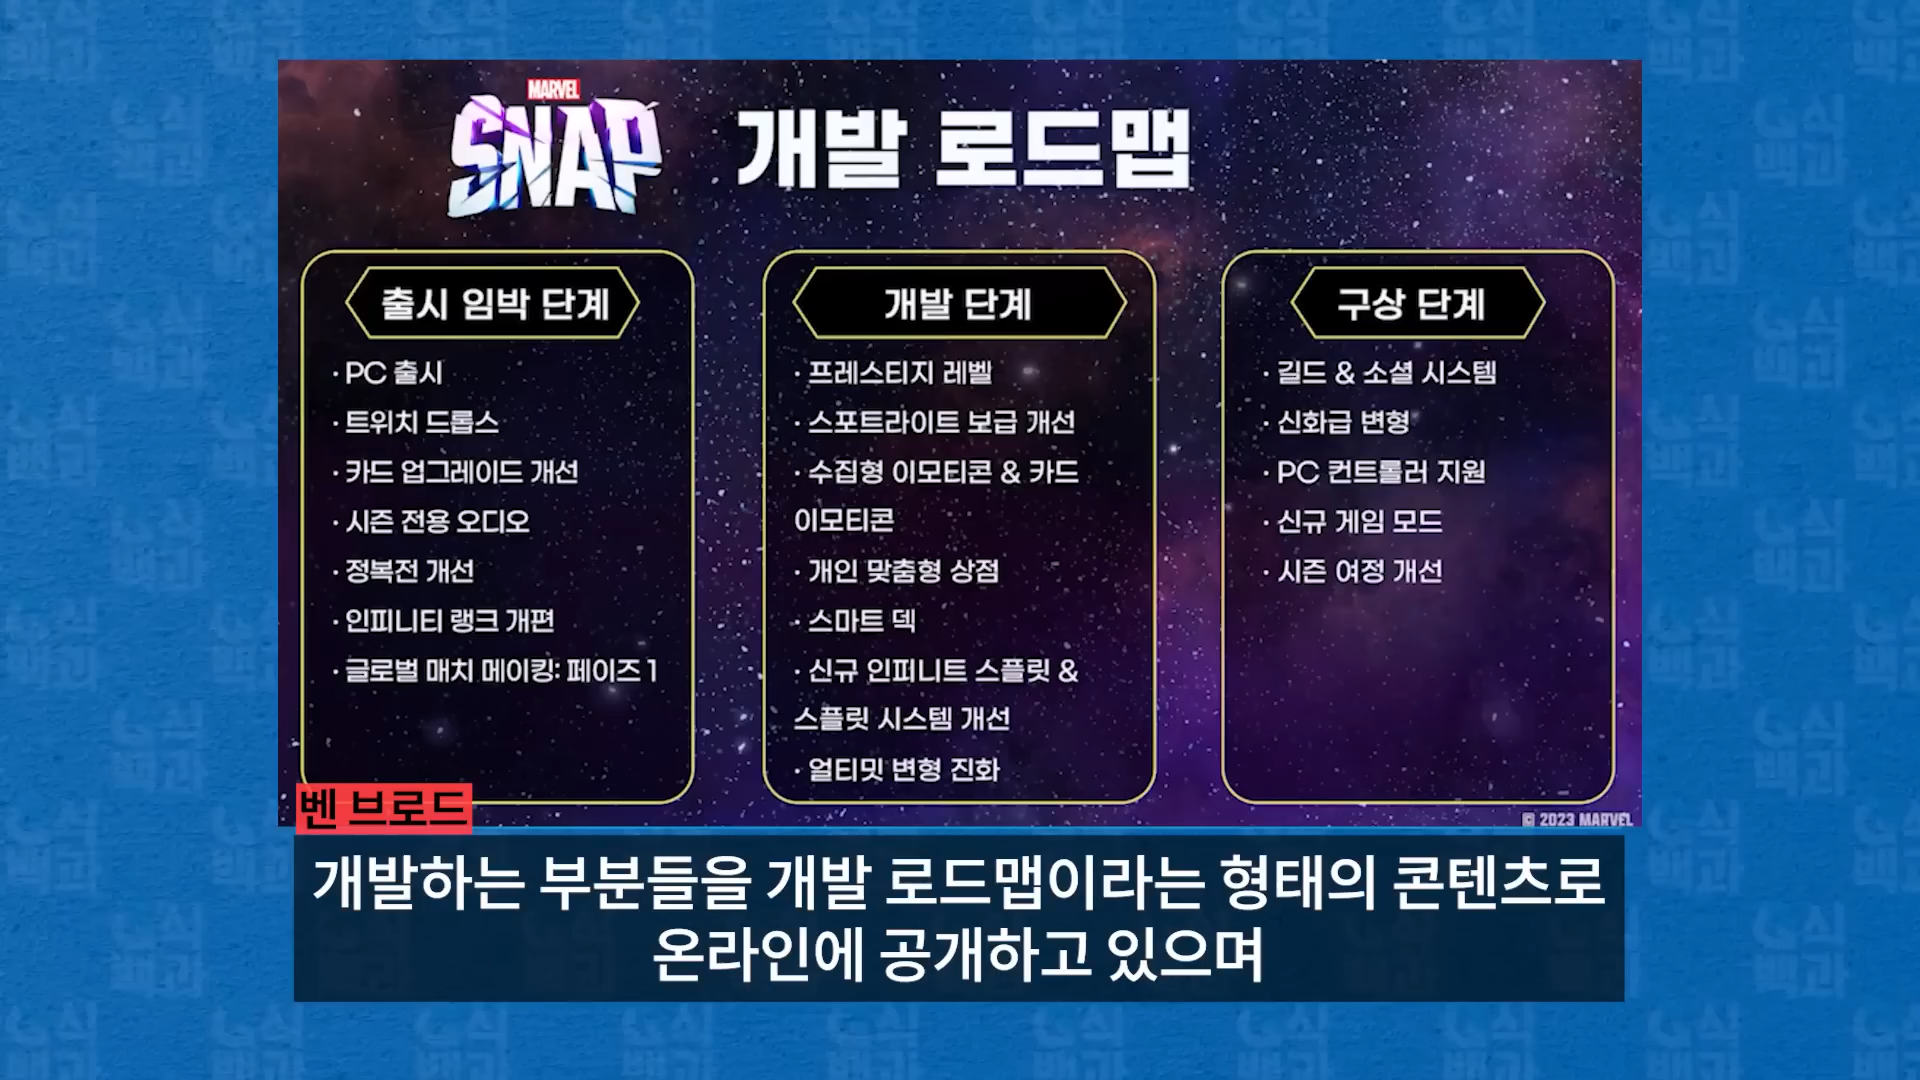 MARVEL
SNAP
개발 로드맵
출시 임박 단계
· PC 출시
· 트위치 드롭스
· 카드 업그레이드 개선
· 시즌 전용 오디오
· 정복전 개선
· 인피니티 랭크 개편
· 글로벌 매치 메이킹: 페이즈 1
개발 단계
· 프레스티지 레벨
· 스포트라이트 보급 개선
· 수집형 이모티콘 & 카드
이모티콘
· 개인 맞춤형 상점
· 스마트 덱
· 신규 인피니트 스플릿 &
스플릿 시스템 개선
· 얼티밋 변형 진화
구상 단계
· 길드 & 소셜 시스템
· 신화급 변형
· PC 컨트롤러 지원
· 신규 게임 모드
· 시즌 여정 개선
© 2023 MARVEL
벤 브로드
개발하는 부분들을 개발 로드맵이라는 형태의 콘텐츠로
온라인에 공개하고 있으며